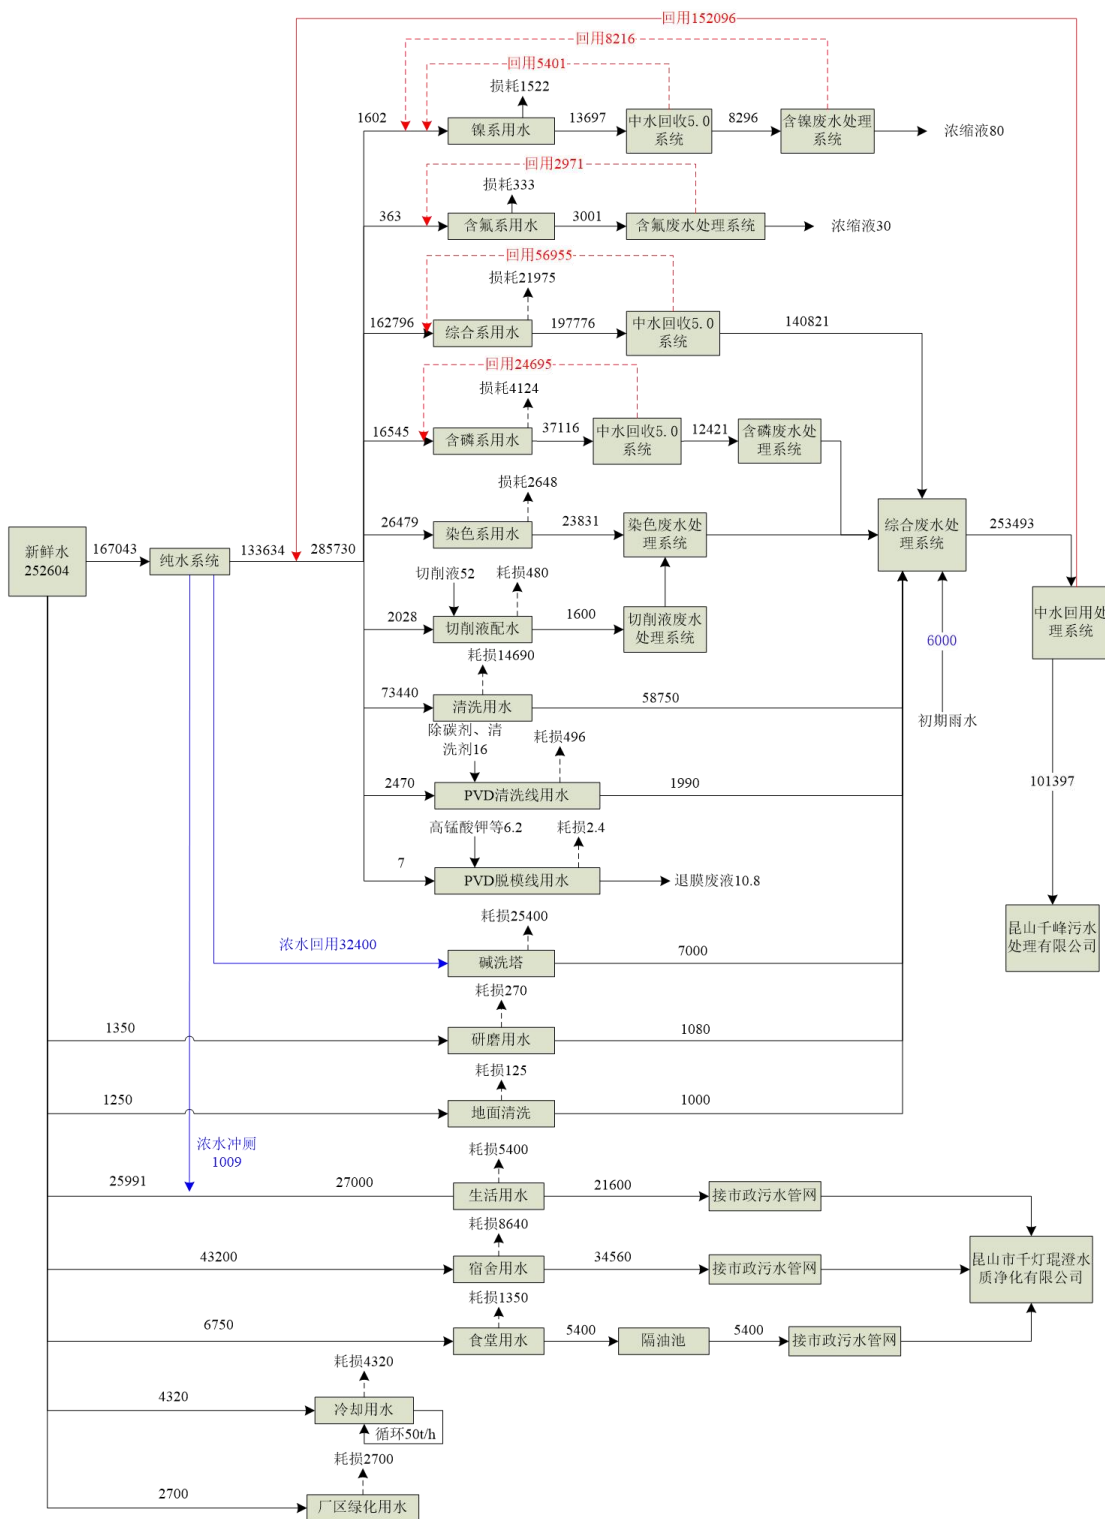 回用152096
回用8216
回用5401
损耗1522
1602
镍系用水
13697
中水回收5.0
系统
8296
含镍废水处理
系统
浓缩液80
回用2971
损耗333
363
含氟系用水
3001
含氟废水处理系统
浓缩液30
回用56955
损耗21975
162796
综合系用水
197776
中水回收5.0
系统
140821
回用24695
损耗4124
16545
含磷系用水
37116
中水回收5.0
系统
12421
含磷废水处
理系统
损耗2648
26479
染色系用水
23831
染色废水处
理系统
综合废水处
理系统
253493
新鲜水
252604
167043
纯水系统
133634
285730
切削液52
耗损480
2028
切削液配水
1600
切削液废水
处理系统
中水回用处
理系统
6000
初期雨水
耗损14690
73440
清洗用水
58750
除碳剂、清
洗剂16
耗损496
2470
PVD清洗线用水
1990
101397
高锰酸钾等6.2
耗损2.4
7
PVD脱模线用水
退膜废液10.8
昆山千峰污水
处理有限公司
耗损25400
浓水回用32400
碱洗塔
7000
耗损270
1350
研磨用水
1080
耗损125
1250
地面清洗
1000
浓水冲厕
1009
耗损5400
25991
27000
生活用水
21600
接市政污水管网
耗损8640
43200
宿舍用水
34560
接市政污水管网
昆山市千灯琨澄水
质净化有限公司
耗损1350
6750
食堂用水
5400
隔油池
5400
接市政污水管网
耗损4320
4320
冷却用水
循环50t/h
耗损2700
2700
厂区绿化用水